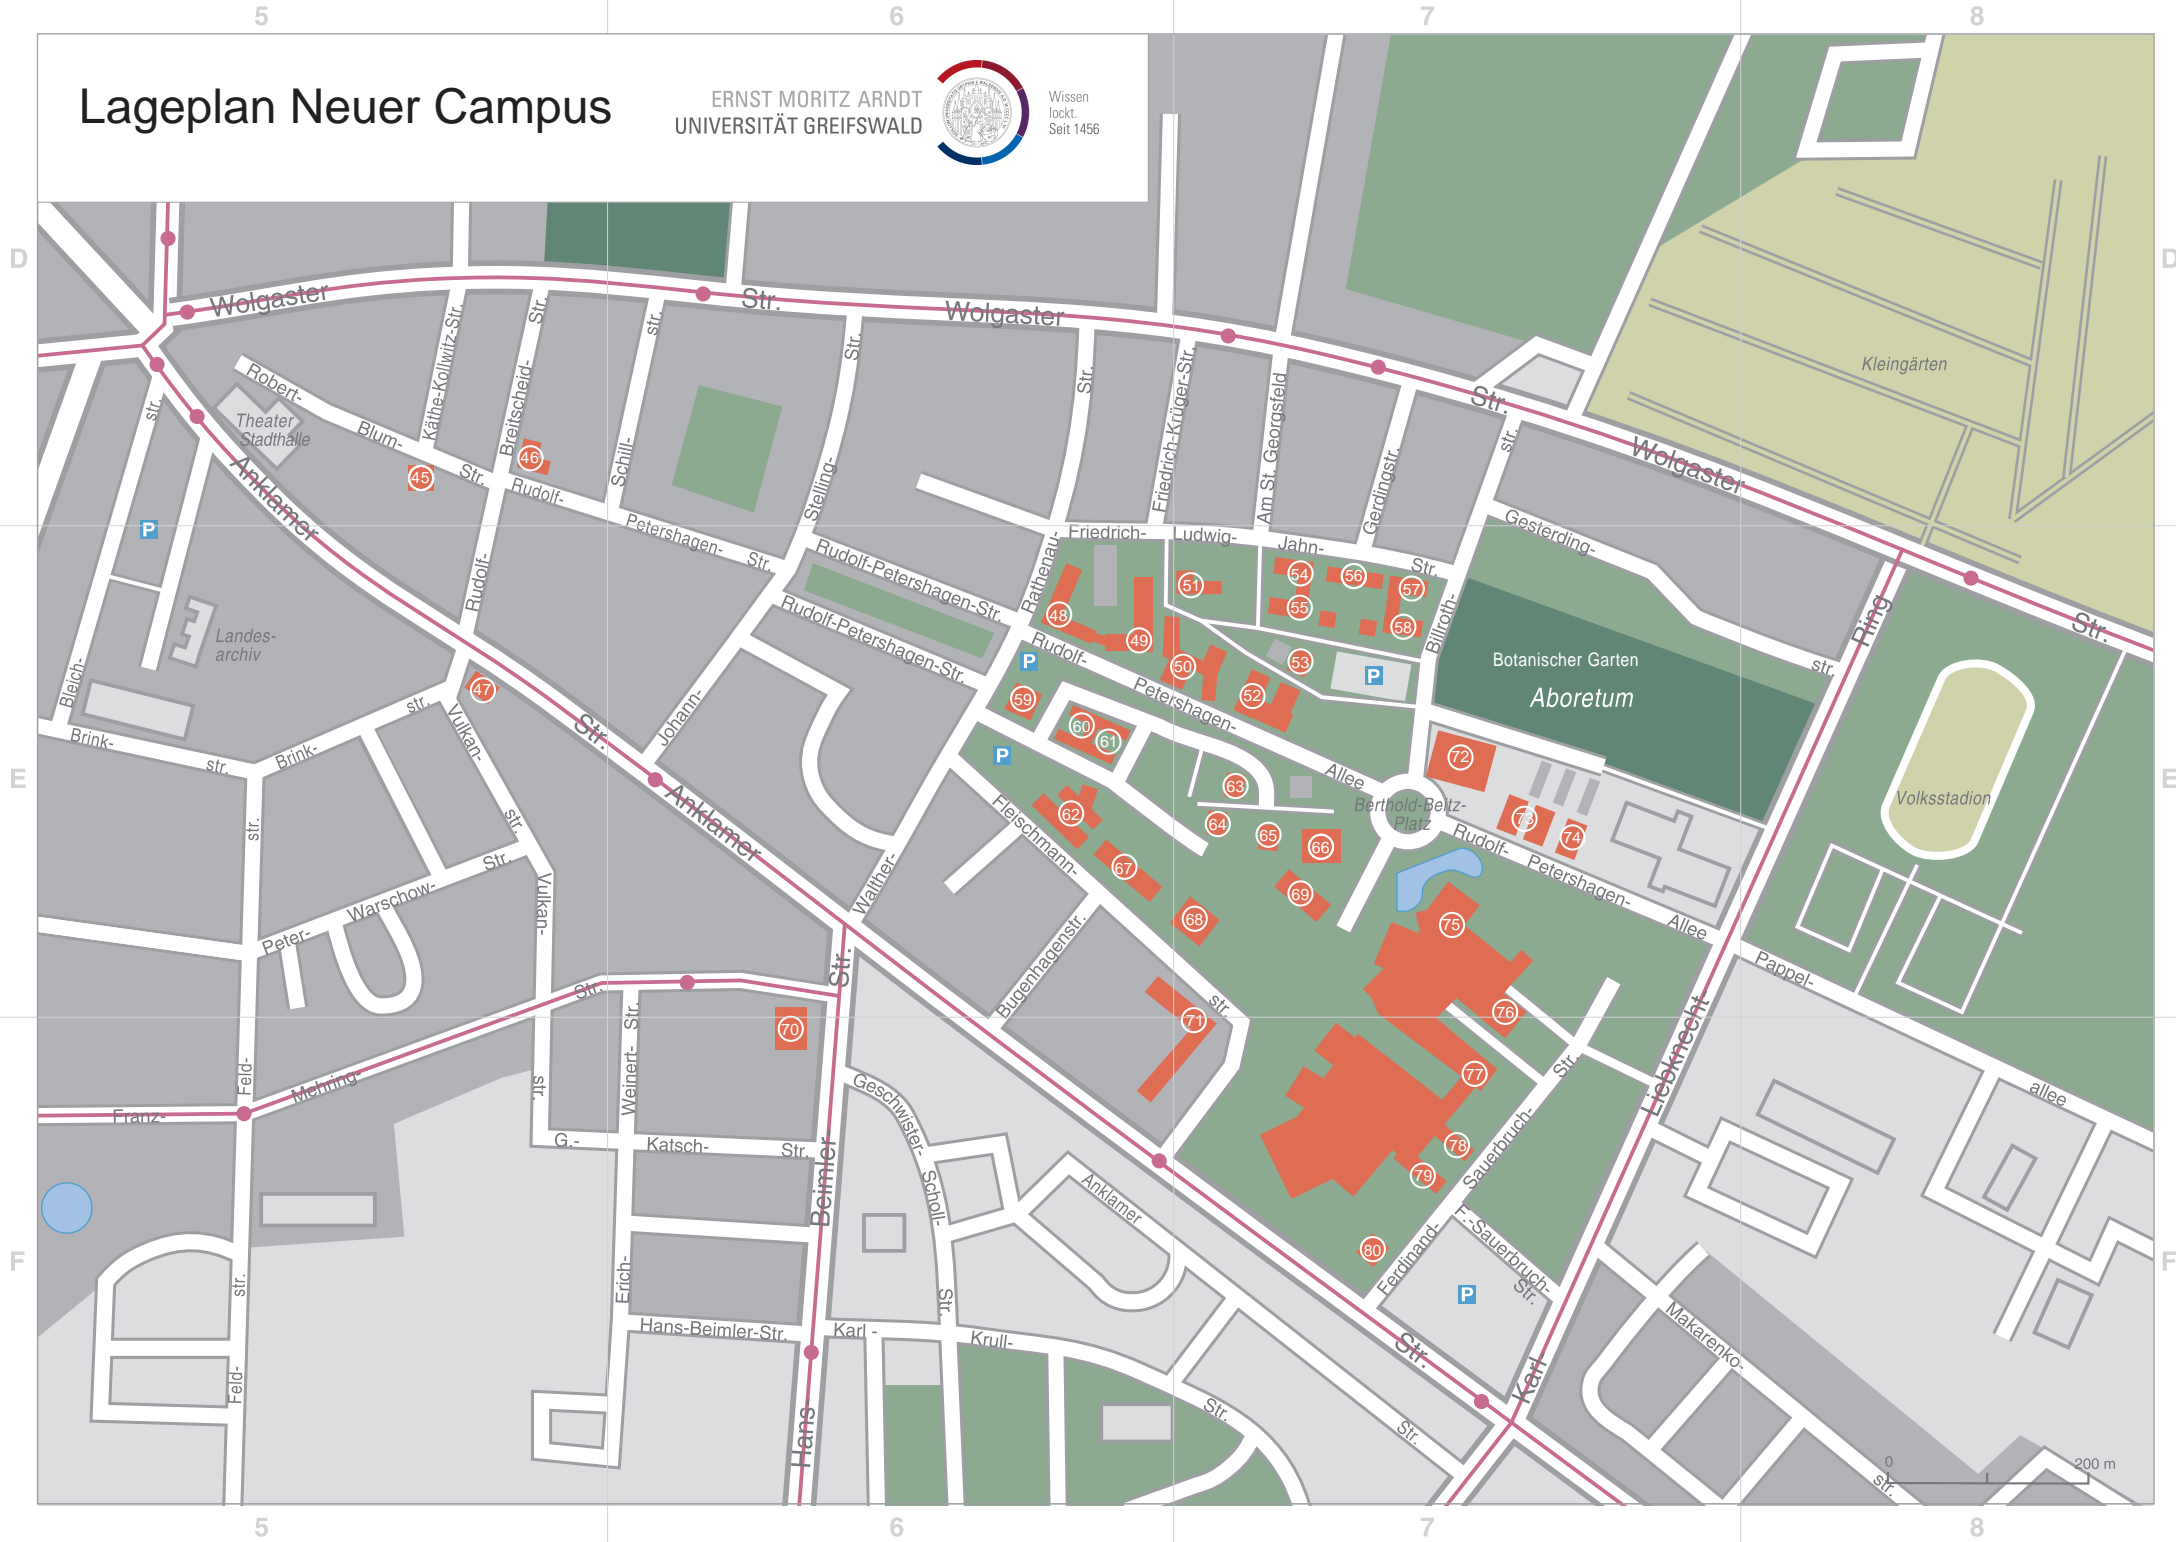 5
6
7
8
Lageplan Neuer Campus
ERNST MORITZ ARNDT
UNIVERSITÄT GREIFSWALD
Wissen
lockt.
Seit 1456
D
D
Wolgaster
Str.
Wolgaster
Str.
Wolgaster
Str.
Robert-
Blum-
Str.
Theater
Stadthalle
Käthe-Kollwitz-Str.
Breitscheid-
Str.
Schill-
str.
Stelling-
Str.
Str.
Friedrich-Krüger-Str.
Am St. Georgsfeld
Gerdingstr.
str.
Kleingärten
45
46
P
str.
Anklamer
Rudolf-
Petershagen-
Str.
Rudolf-Petershagen-Str.
Rudolf-Petershagen-Str.
Rathenau-
Friedrich-
Ludwig-
Jahn-
Str.
Gesterding-
str.
Billroth-
Ring
Rudolf-
Landes-
archiv
Bleich-
47
48
49
50
51
52
53
54
55
56
57
58
P
P
Botanischer Garten
Aboretum
Rudolf-
Petershagen-
Allee
59
60
61
P
Johann-
Str.
Brink-
str.
Brink-
str.
Vulkan-
str.
E
E
Anklamer
Fleischmann-
62
63
64
65
66
67
68
69
Berthold-Beitz-
Platz
72
73
74
Rudolf-
Petershagen-
Allee
Volksstadion
str.
Peter-
Warschow-
Str.
Vulkan-
Walther-
Bugenhagenstr.
str.
71
75
76
77
78
79
80
Pappel-
allee
Str.
Str.
70
Feld-
Mehring-
Franz-
Weinert-
Str.
str.
G.-
Katsch-
Str.
Beimler-
Geschwister-
Scholl-
Str.
Anklamer
Str.
Sauerbruch-
Str.
Ferdinand-
F.-Sauerbruch-
Str.
P
Liebknecht-
F
F
str.
Feld-
Erich-
Hans-Beimler-Str.
Karl -
Krull-
Str.
Hans
Str.
Karl-
Makarenko-
str.
0
200 m
5
6
7
8